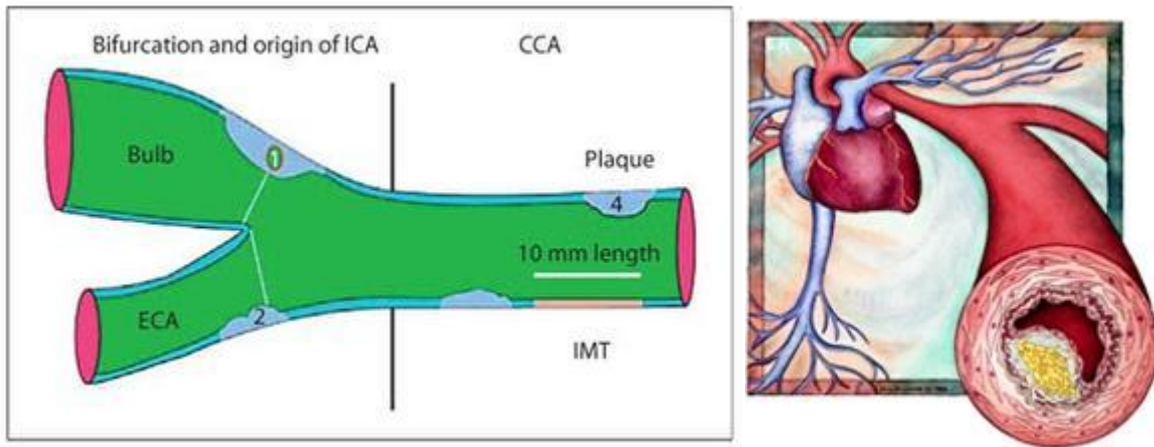 Bifurcation and origin of ICA
CCA
Bulb
1
Plaque
4
10 mm length
ECA
2
IMT